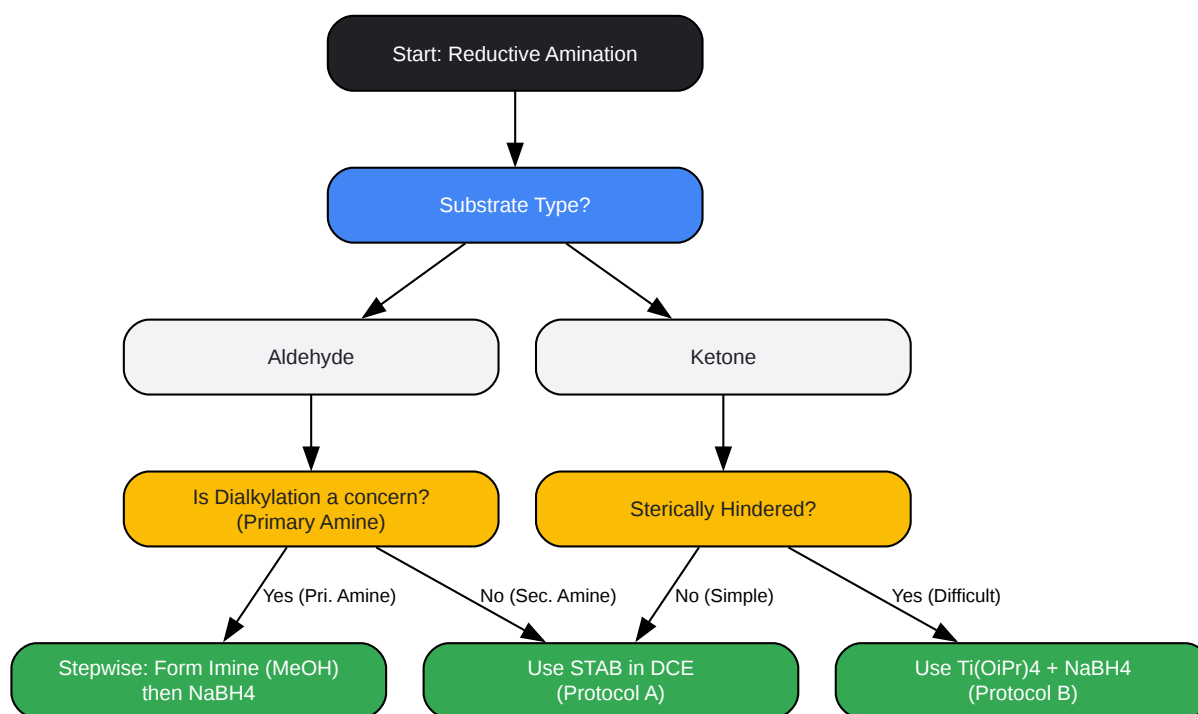 Start: Reductive Amination
Substrate Type?
Aldehyde
Ketone
Is Dialkylation a concern?
(Primary Amine)
Sterically Hindered?
Yes (Pri. Amine)
No (Sec. Amine)
No (Simple)
Yes (Difficult)
Stepwise: Form Imine (MeOH)
then NaBH4
Use STAB in DCE
(Protocol A)
Use Ti(OiPr)4 + NaBH4
(Protocol B)